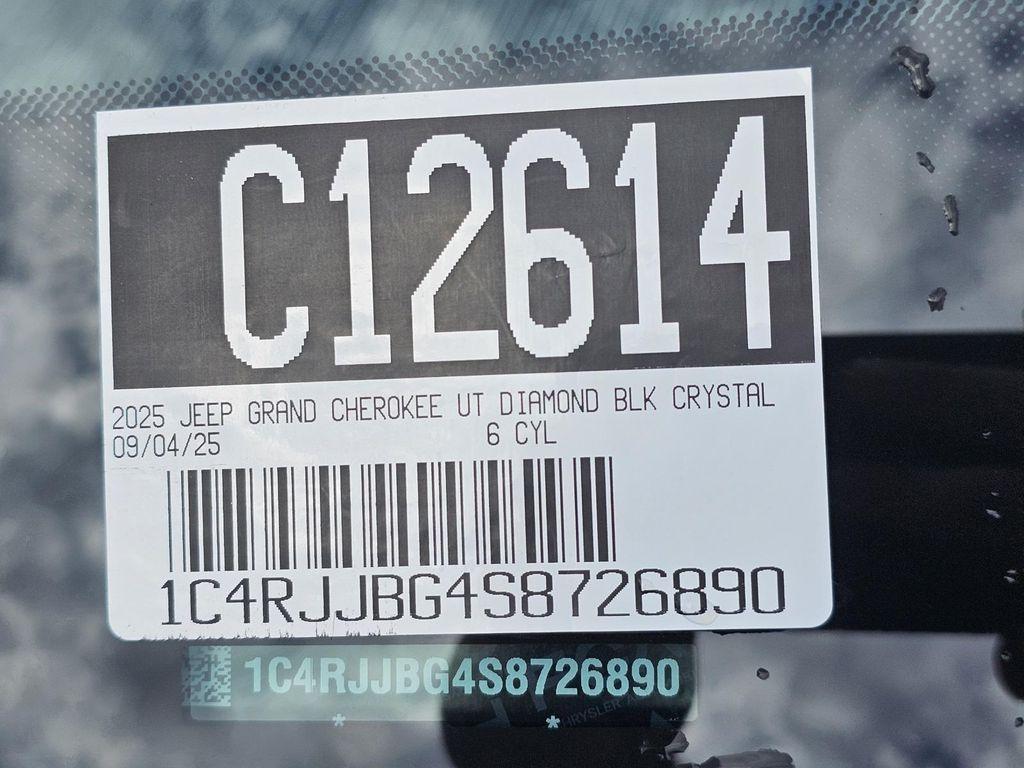 C12614
2025 JEEP GRAND CHEROKEE UT DIAMOND BLK CRYSTAL
09/04/25 6 CYL
1C4RJJBG4S8726890
1C4RJJBG4S8726890
* *